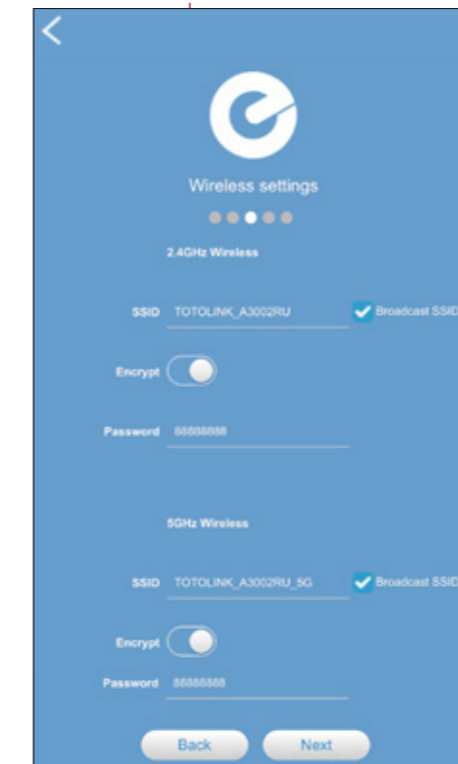 Wireless settings
2.4GHz Wireless
SSID TOTOLINK_A3002RU Broadcast SSID
Encrypt
Password 88888888
5GHz Wireless
SSID TOTOLINK_A3002RU_5G Broadcast SSID
Encrypt
Password 88888888
Back Next